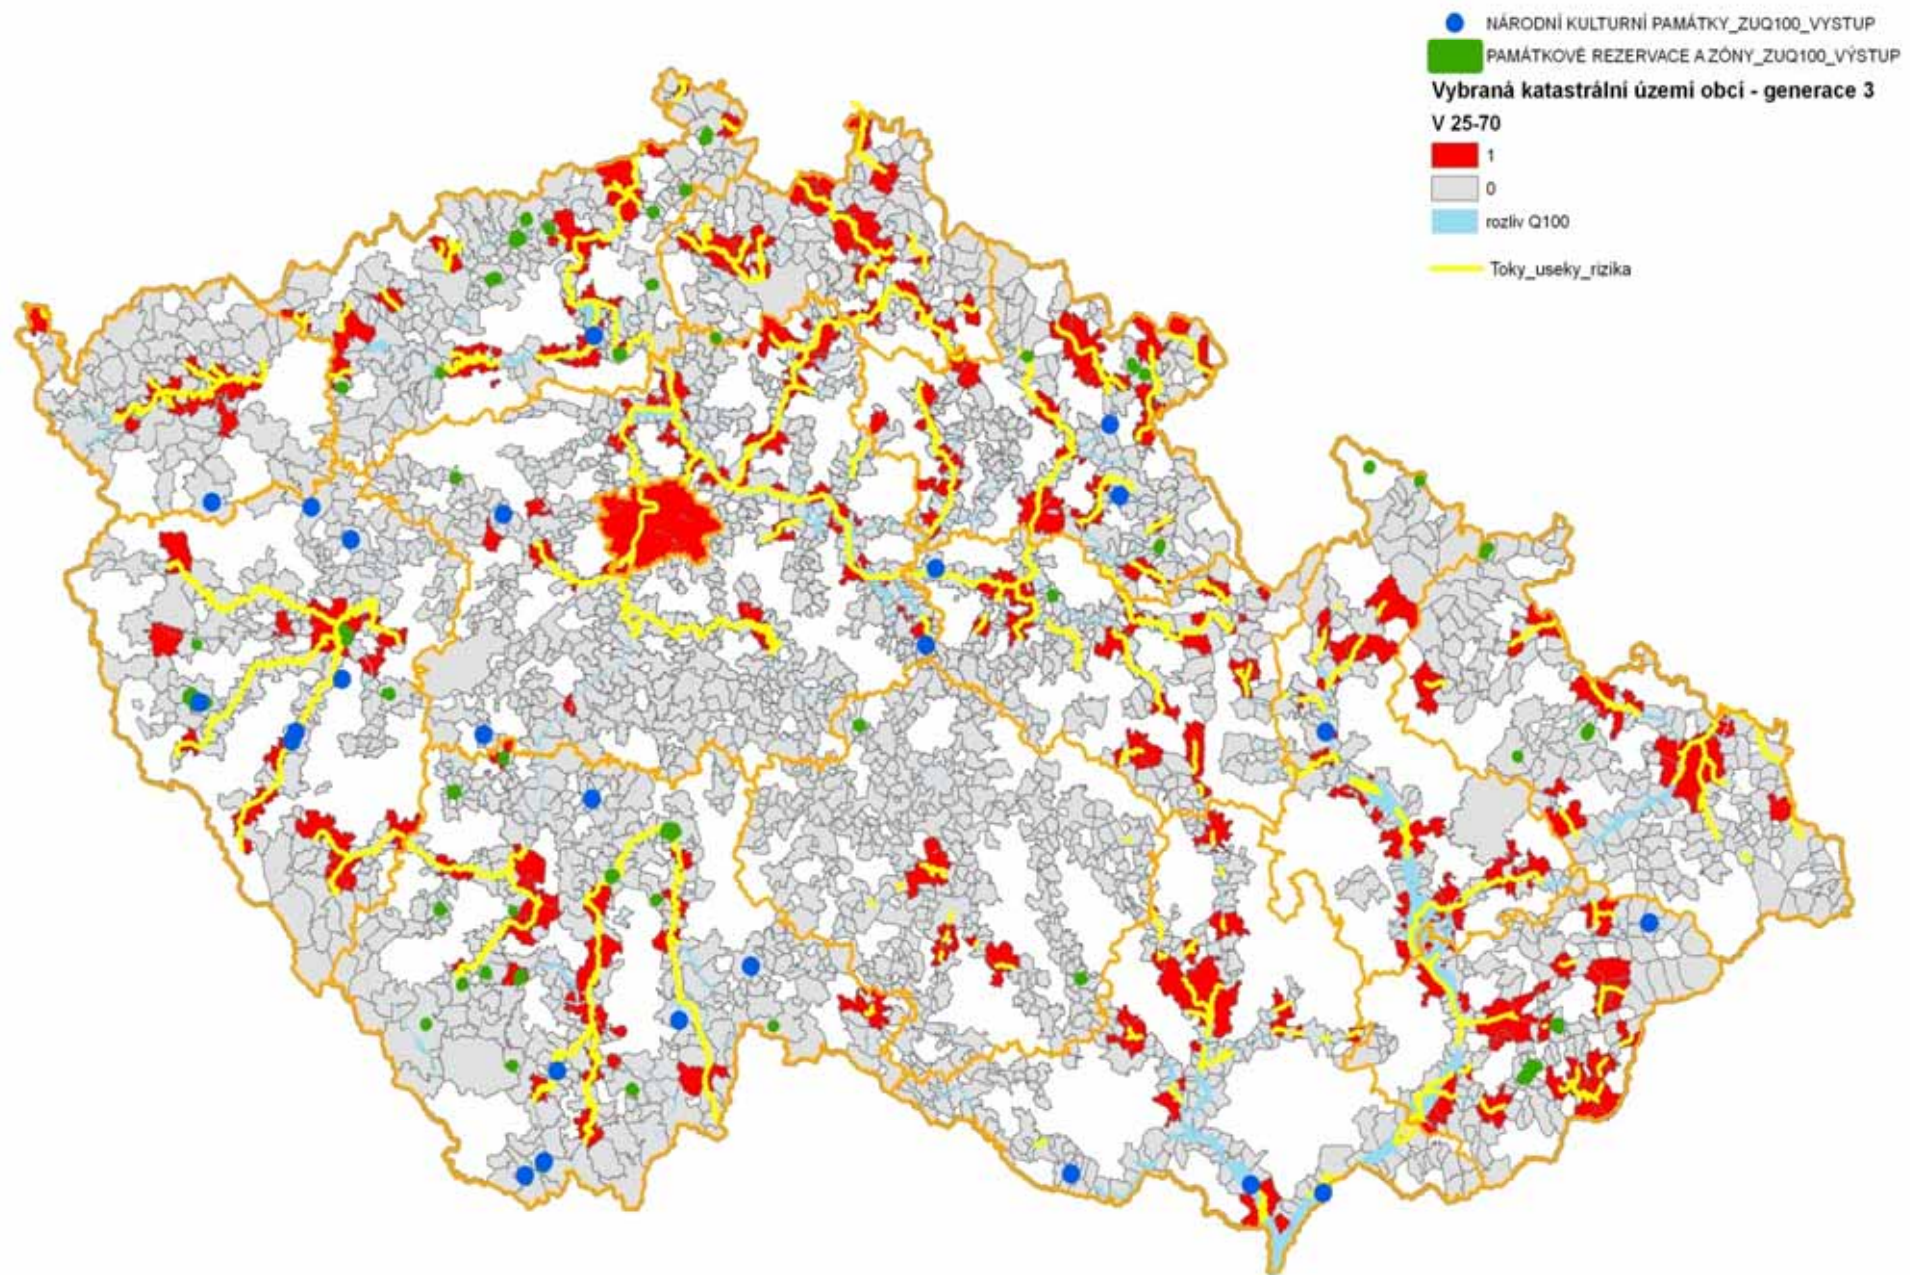 NÁRODNÍ KULTURNÍ PAMÁTKY_ZUQ100_VYSTUP
PAMÁTKOVÉ REZERVACE A ZÓNY_ZUQ100_VÝSTUP
Vybraná katastrální území obcí - generace 3
V 25-70
1
0
rozliv Q100
Toky_useky_rizika